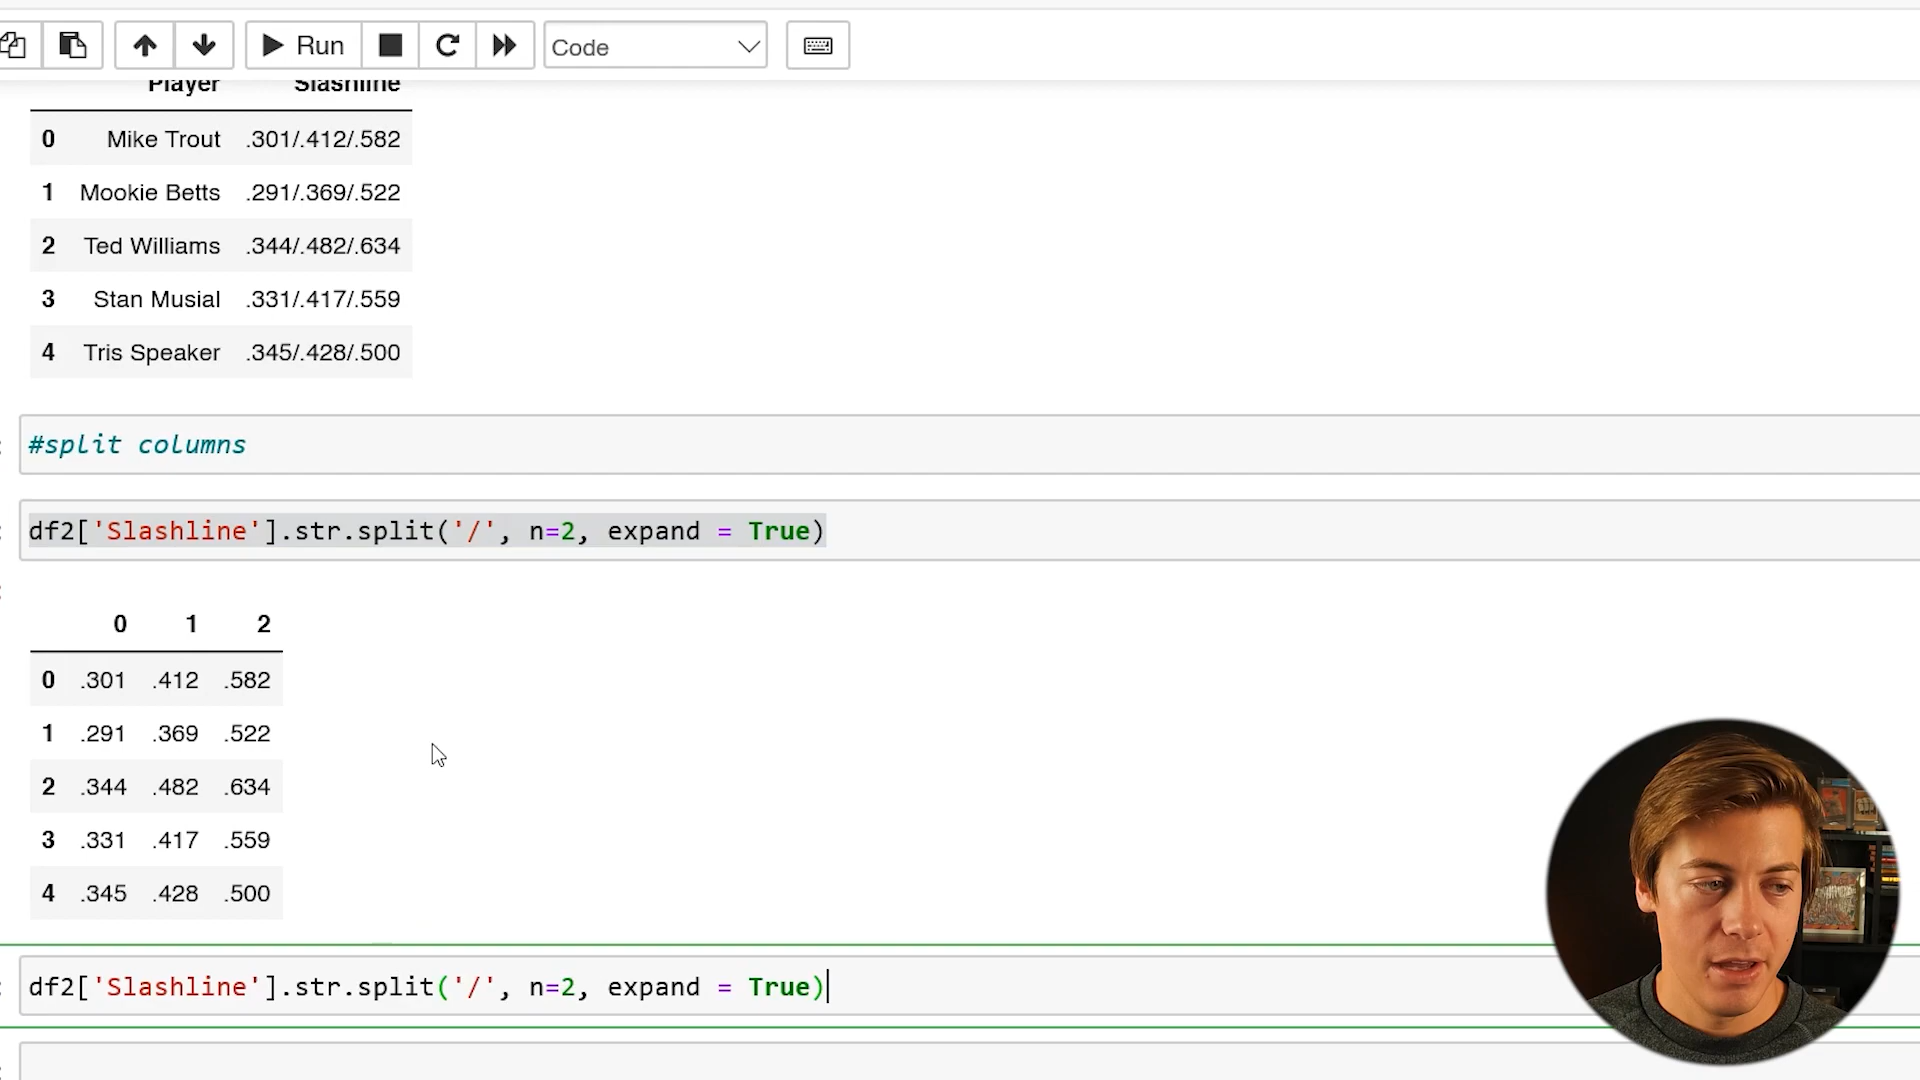 Run Code
Player Slashline
0 Mike Trout .301/.412/.582
1 Mookie Betts .291/.369/.522
2 Ted Williams .344/.482/.634
3 Stan Musial .331/.417/.559
4 Tris Speaker .345/.428/.500
#split columns
df2['Slashline'].str.split('/', n=2, expand = True)
0 1 2
0 .301 .412 .582
1 .291 .369 .522
2 .344 .482 .634
3 .331 .417 .559
4 .345 .428 .500
df2['Slashline'].str.split('/', n=2, expand = True)